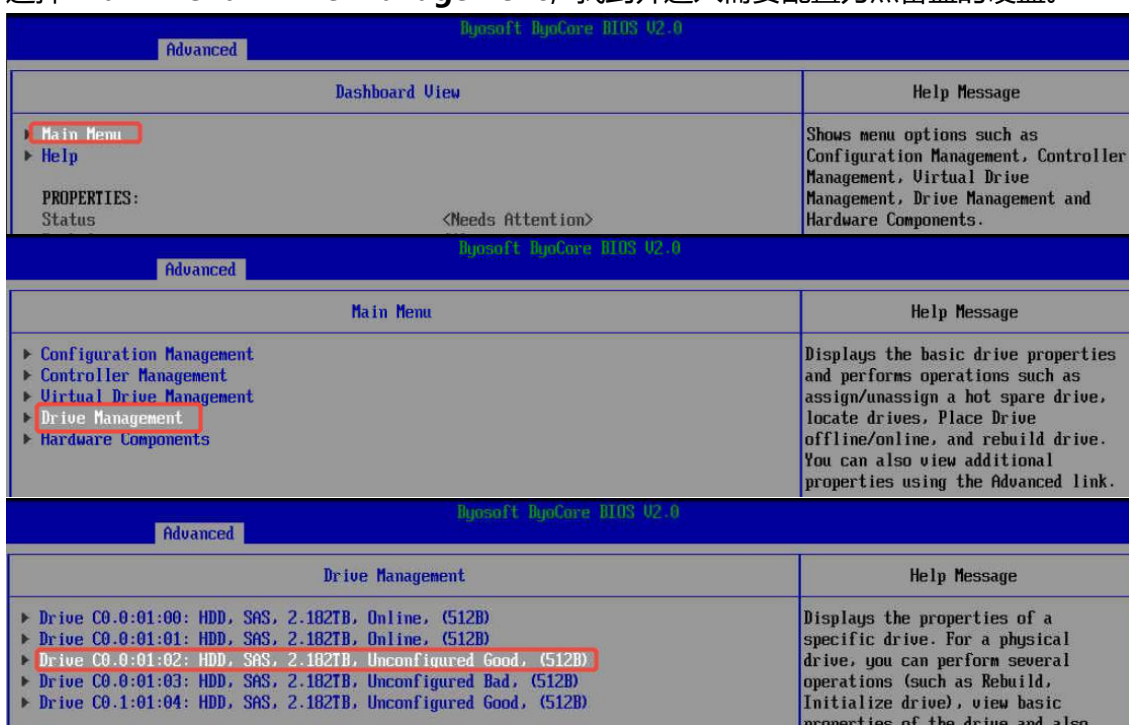 Byosoft ByoCore BIOS V2.0
Advanced
Dashboard View
Help Message
Main Menu
Help
PROPERTIES:
Status <Needs Attention>
Shows menu options such as
Configuration Management, Controller
Management, Virtual Drive
Management, Drive Management and
Hardware Components.
Byosoft ByoCore BIOS V2.0
Advanced
Main Menu
Help Message
Configuration Management
Controller Management
Virtual Drive Management
Drive Management
Hardware Components
Displays the basic drive properties
and performs operations such as
assign/unassign a hot spare drive,
locate drives, Place Drive
offline/online, and rebuild drive.
You can also view additional
properties using the Advanced link.
Byosoft ByoCore BIOS V2.0
Advanced
Drive Management
Help Message
Drive C0.0:01:00: HDD, SAS, 2.182TB, Online, (512B)
Drive C0.0:01:01: HDD, SAS, 2.182TB, Online, (512B)
Drive C0.0:01:02: HDD, SAS, 2.182TB, Unconfigured Good, (512B)
Drive C0.0:01:03: HDD, SAS, 2.182TB, Unconfigured Bad, (512B)
Drive C0.1:01:04: HDD, SAS, 2.182TB, Unconfigured Good, (512B)
Displays the properties of a
specific drive. For a physical
drive, you can perform several
operations (such as Rebuild,
Initialize drive), view basic
properties of the drive and also